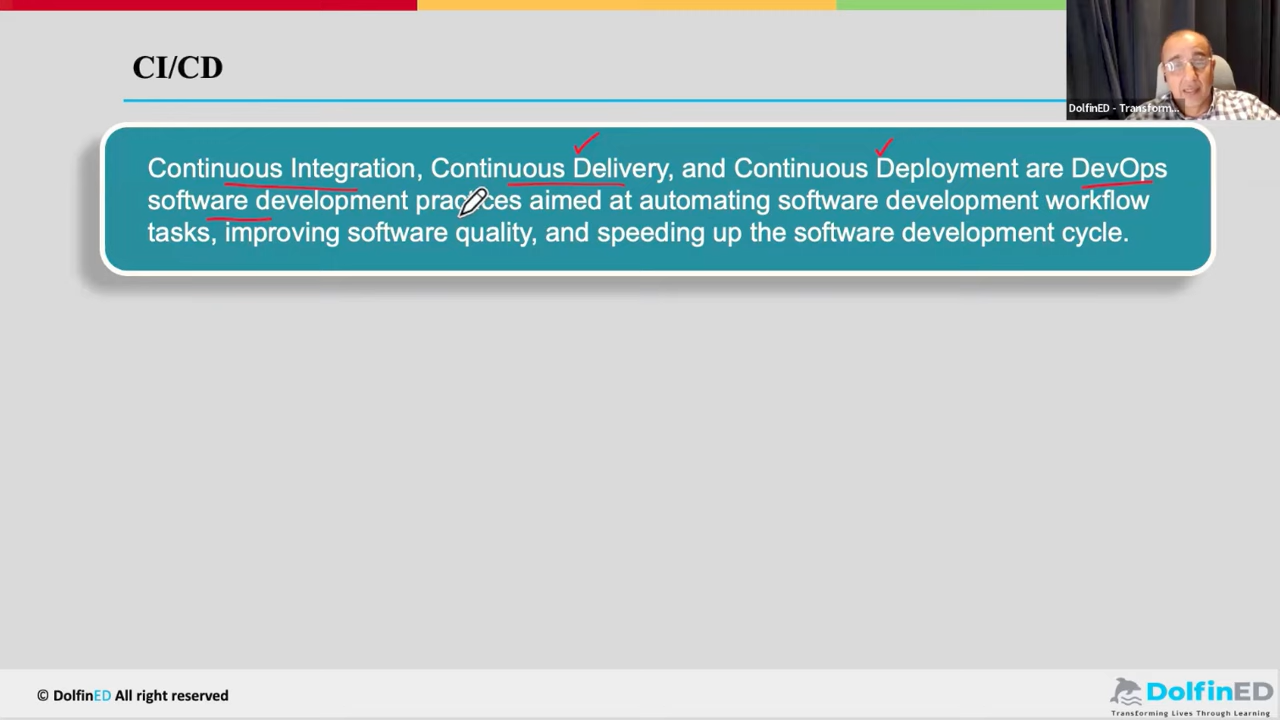 CI/CD
DolfinED - Transform...
Continuous Integration, Continuous Delivery, and Continuous Deployment are DevOps
software development practices aimed at automating software development workflow
tasks, improving software quality, and speeding up the software development cycle.
© DolfinED All right reserved
DolfinED
Transforming Lives Through Learning